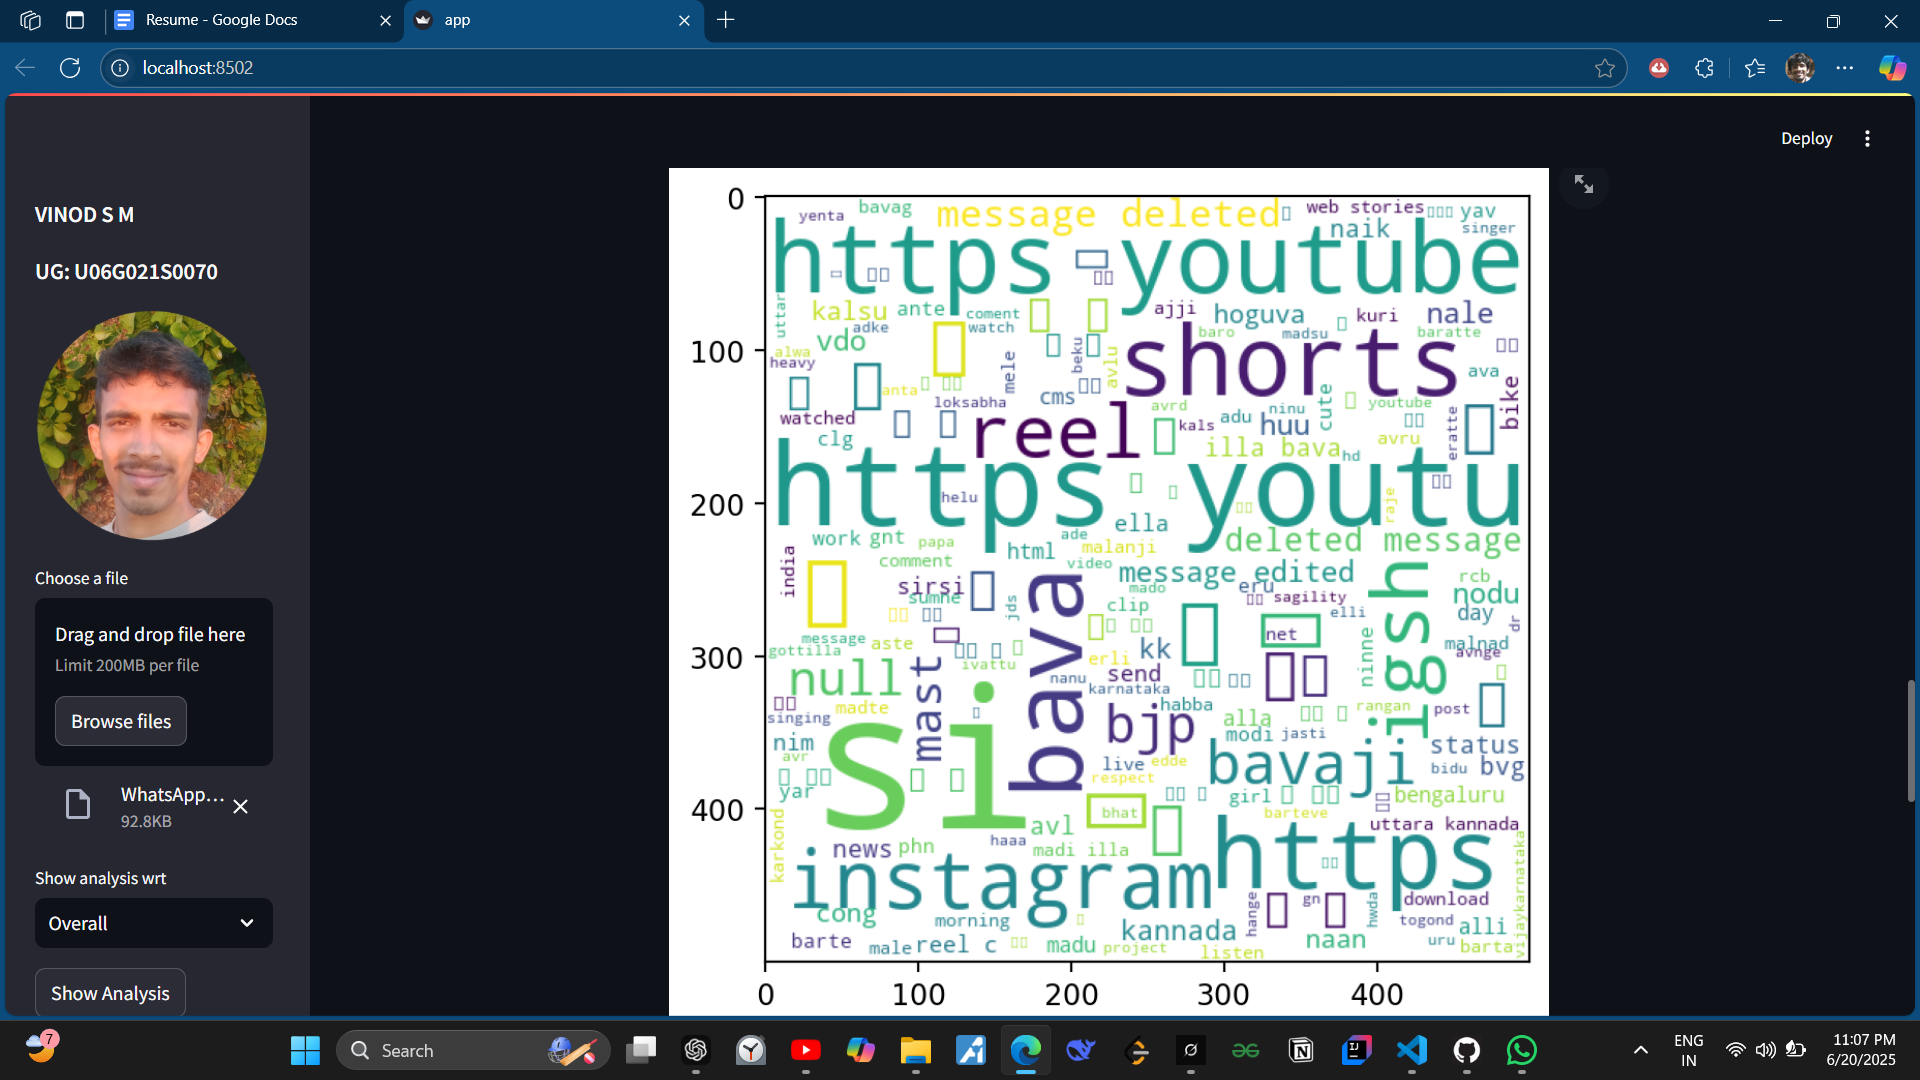 Resume - Google Docs
app
localhost:8502
Deploy
VINOD S M
UG: U06G021S0070
Choose a file
Drag and drop file here
Limit 200MB per file
Browse files
WhatsApp...
92.8KB
Show analysis wrt
Overall
Show Analysis
0
100
200
300
400
0 100 200 300 400
yenta bavag message deleted web stories yav
naik singer
https youtube
uttar kalsu ante coment ajji hoguva kuri nale
adke watch baro madsu baratte
vdo
alwa
heavy mele beku avlu shorts ava
anta loksabha cms avrd adu ninu cute youtube bike
watched reel kals huu eratte
clg illa bava hd avru
https youtu
helu raje
ella
work gnt papa ade deleted message
html malanji
india comment video message edited igsh rcb
sirsi mado eru nodu
sumne jds clip sagility day
elli dr
message net malnad
gottilla aste bava kk ninne avnge
ivattu erli
null mast nanu send
karnataka
madte habba rangan post
singing bjp alla
nim si modi jasti status
avr live edde bavaji bidu bvg
respect
yar girl bengaluru
bhat barteve
karkond avl https uttara kannada
haaa
news phn madi illa
instagram vijaykarnataka
cong hange gn hwda download
morning togond
kannada alli
barte naan uru
male reel c madu project listen barta
Search
7
ENG
IN
11:07 PM
6/20/2025